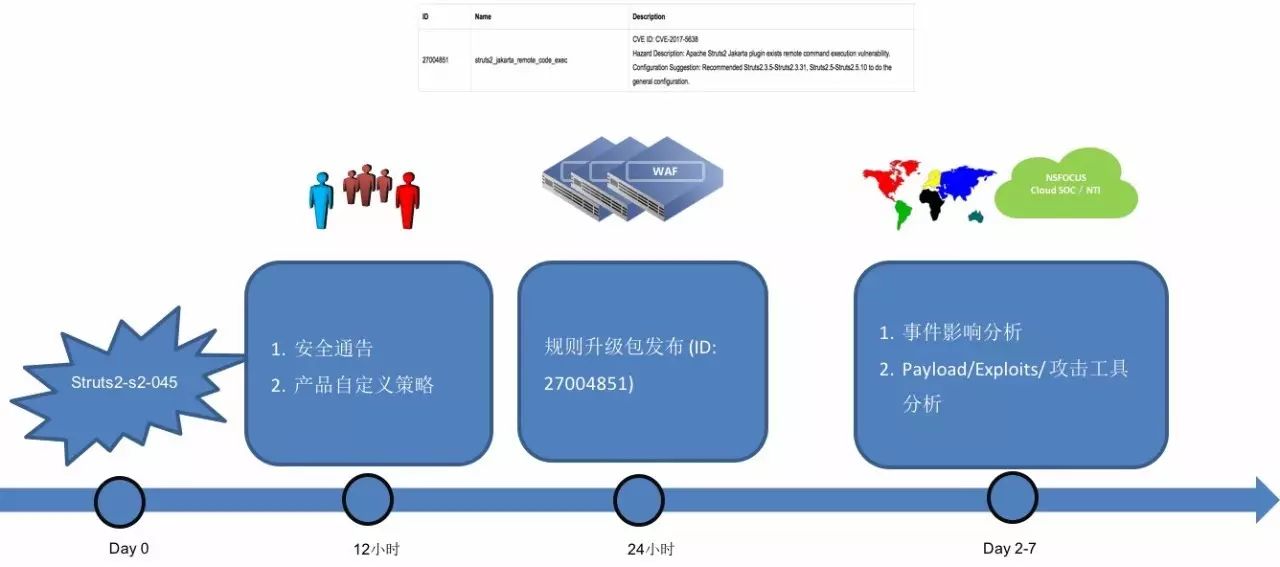 ID Name Description
CVE ID: CVE-2017-5638
Hazard Description: Apache Struts2 Jakarta plugin exists remote command execution vulnerability.
27004851 struts2_jakarta_remote_code_exec
Configuration Suggestion: Recommended Struts2.3.5-Struts2.3.31, Struts2.5-Struts2.5.10 to do the
general configuration.
WAF
NSFOCUS
Cloud SOC / NTI
Struts2-s2-045
1. 安全通告
2. 产品自定义策略
规则升级包发布 (ID:
27004851)
1. 事件影响分析
2. Payload/Exploits/ 攻击工具
分析
Day 0
12小时
24小时
Day 2-7